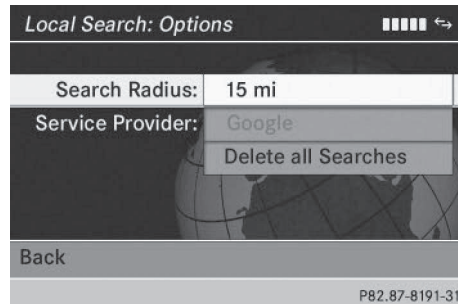 Local Search: Options
Search Radius: 15 mi
Service Provider: Google
Delete all Searches
Back
P82.87-8191-31